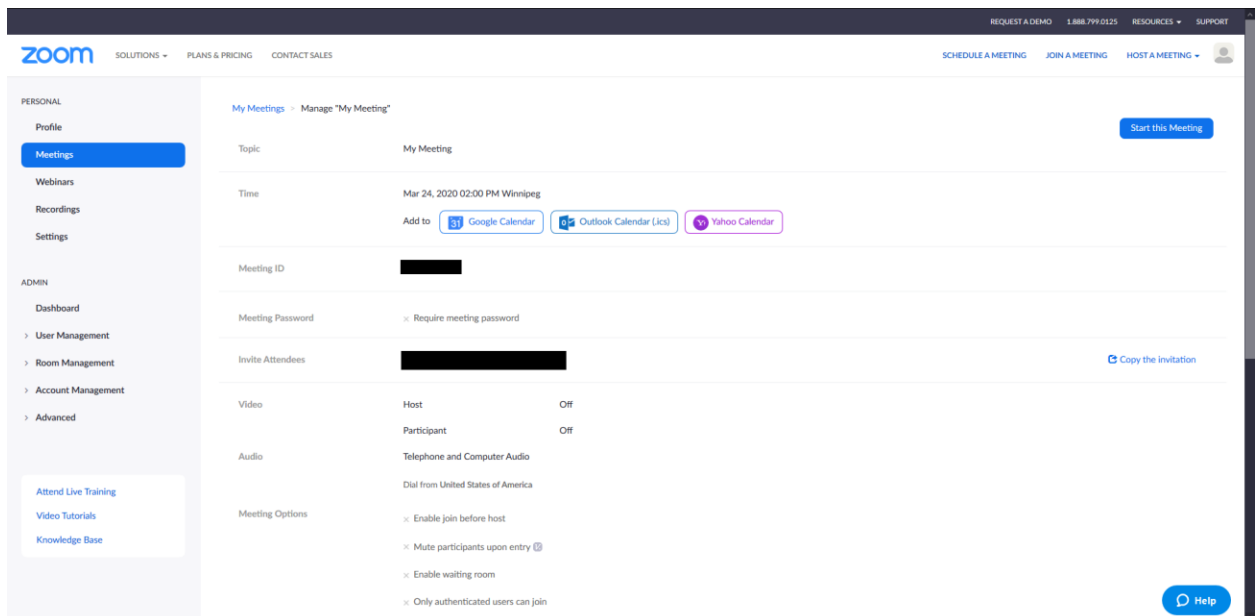 REQUEST A DEMO 1.888.799.0125 RESOURCES SUPPORT
zoom SOLUTIONS PLANS & PRICING CONTACT SALES SCHEDULE A MEETING JOIN A MEETING HOST A MEETING
PERSONAL
Profile
Meetings
Webinars
Recordings
Settings
ADMIN
Dashboard
> User Management
> Room Management
> Account Management
> Advanced
Attend Live Training
Video Tutorials
Knowledge Base
My Meetings > Manage "My Meeting"
Start this Meeting
Topic My Meeting
Time Mar 24, 2020 02:00 PM Winnipeg
Add to 31 Google Calendar Outlook Calendar (.ics) Yahoo Calendar
Meeting ID
Meeting Password × Require meeting password
Invite Attendees Copy the invitation
Video Host Off
Participant Off
Audio Telephone and Computer Audio
Dial from United States of America
Meeting Options × Enable join before host
× Mute participants upon entry
× Enable waiting room
× Only authenticated users can join
Help